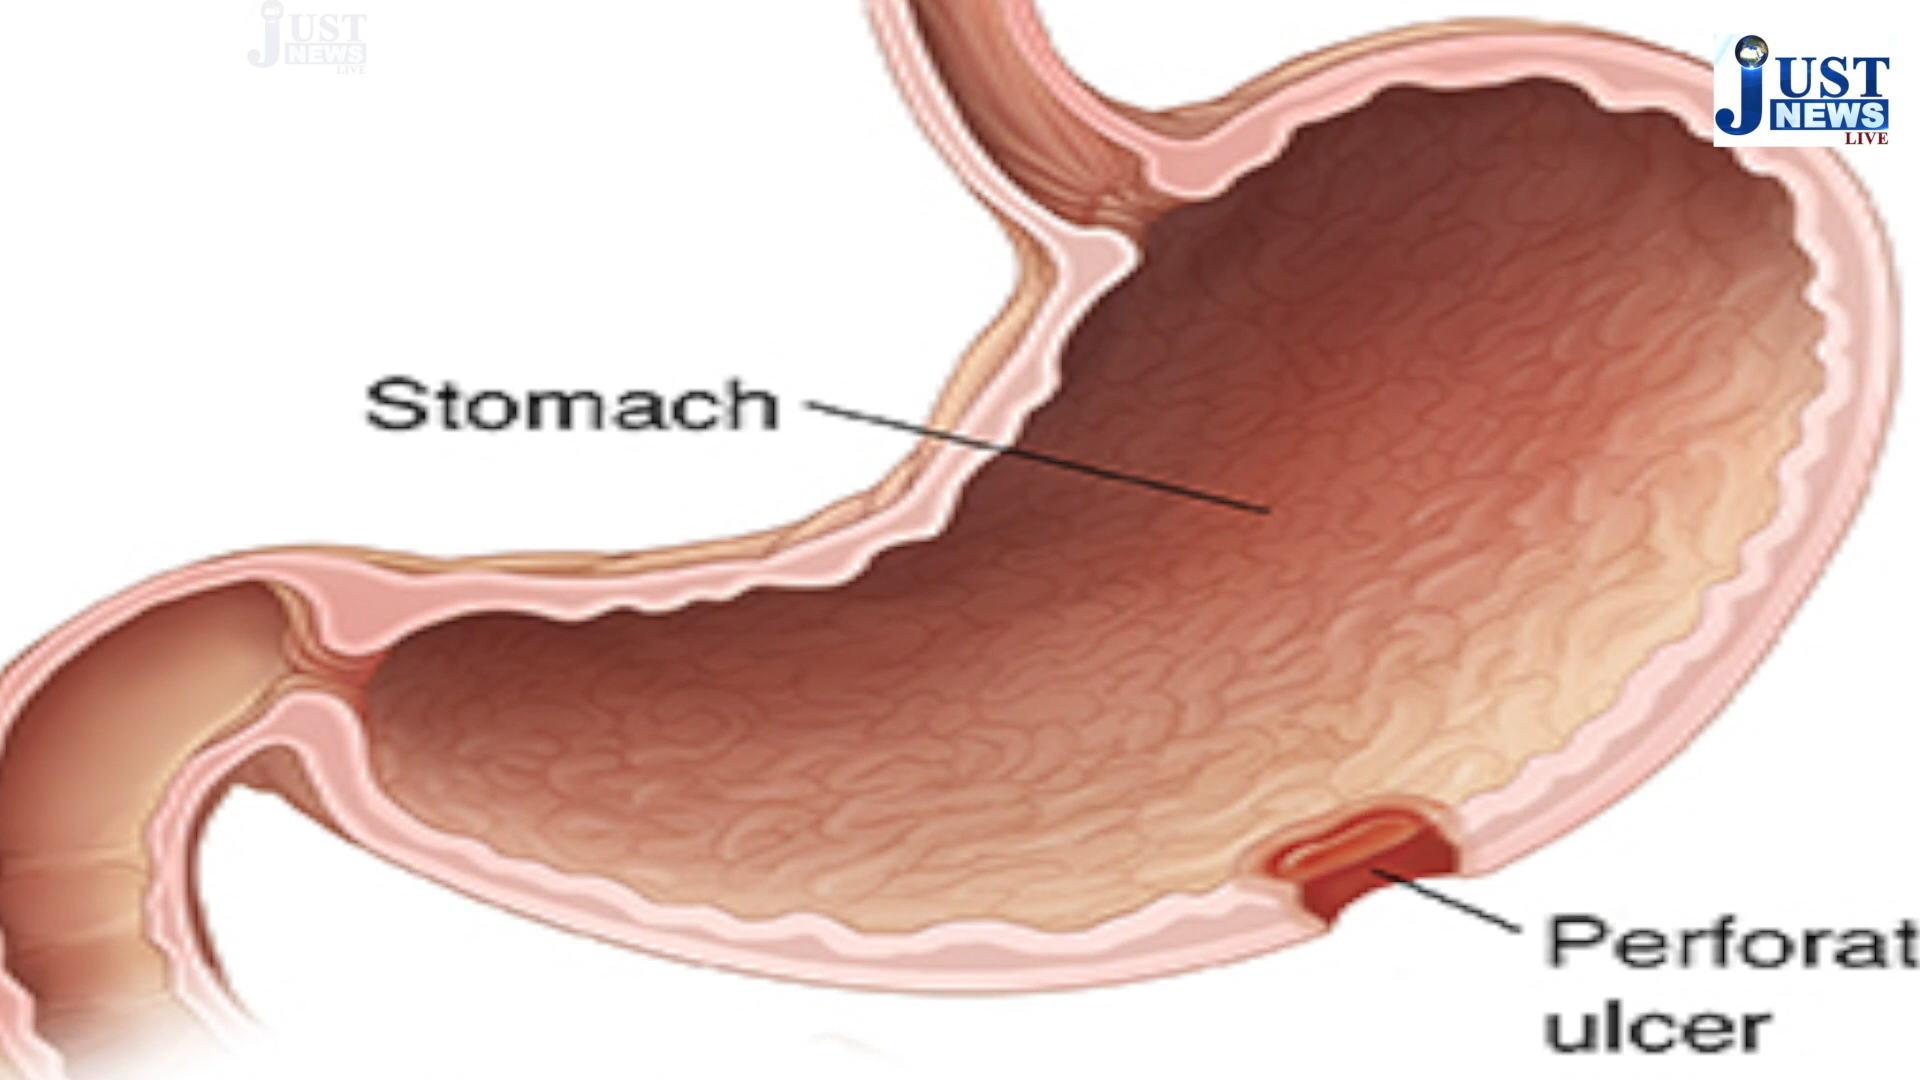 JUST
NEWS
LIVE
JUST
NEWS
LIVE
Stomach
Perforat
ulcer